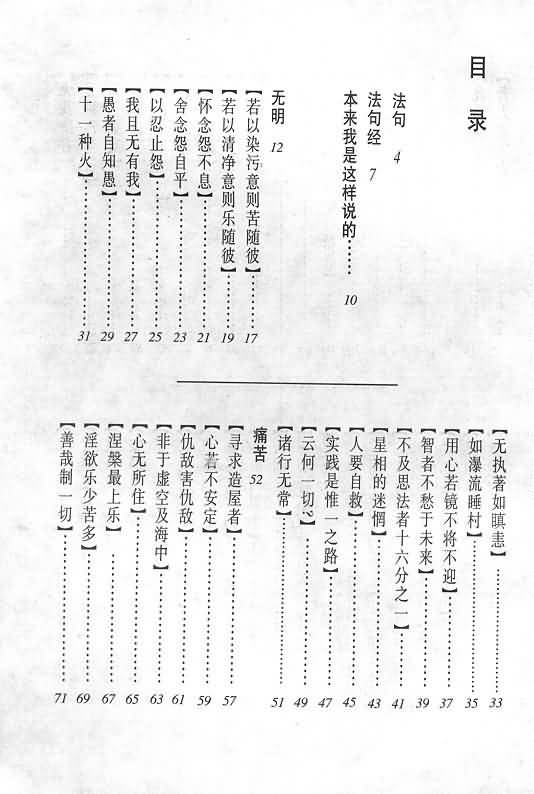 目录
法句 4
法句经 7
本来我是这样说的…… 10
无明 12
【若以染污意则苦随彼】…… 17
【若以清净意则乐随彼】…… 19
【怀念怨不息】…… 21
【舍念怨自平】…… 23
【以忍止怨】…… 25
【我且无有我】…… 27
【愚者自知愚】…… 29
【十一种火】…… 31
【无执著如瞋恚】…… 33
【如瀑流睡村】…… 35
【用心若镜不将不迎】…… 37
【智者不愁于未来】…… 39
【不及思法者十六分之一】…… 41
【星相的迷惘】…… 43
【人要自救】…… 45
【实践是惟一之路】…… 47
【云何一切?】…… 49
【诸行无常】…… 51
痛苦 52
【寻求造屋者】…… 57
【心若不安定】…… 59
【仇敌害仇敌】…… 61
【非于虚空及海中】…… 63
【心无所住】…… 65
【涅槃最上乐】…… 67
【淫欲乐少苦多】…… 69
【善哉制一切】…… 71